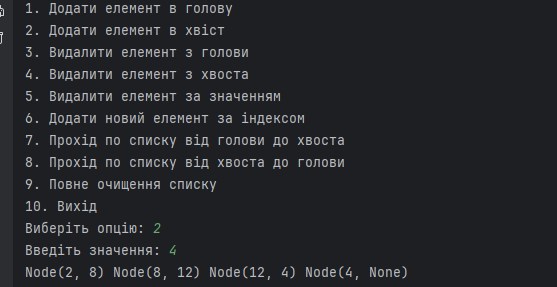 1. Додати елемент в голову
2. Додати елемент в хвіст
3. Видалити елемент з голови
4. Видалити елемент з хвоста
5. Видалити елемент за значенням
6. Додати новий елемент за індексом
7. Прохід по списку від голови до хвоста
8. Прохід по списку від хвоста до голови
9. Повне очищення списку
10. Вихід
Виберіть опцію: 2
Введіть значення: 4
Node(2, 8) Node(8, 12) Node(12, 4) Node(4, None)